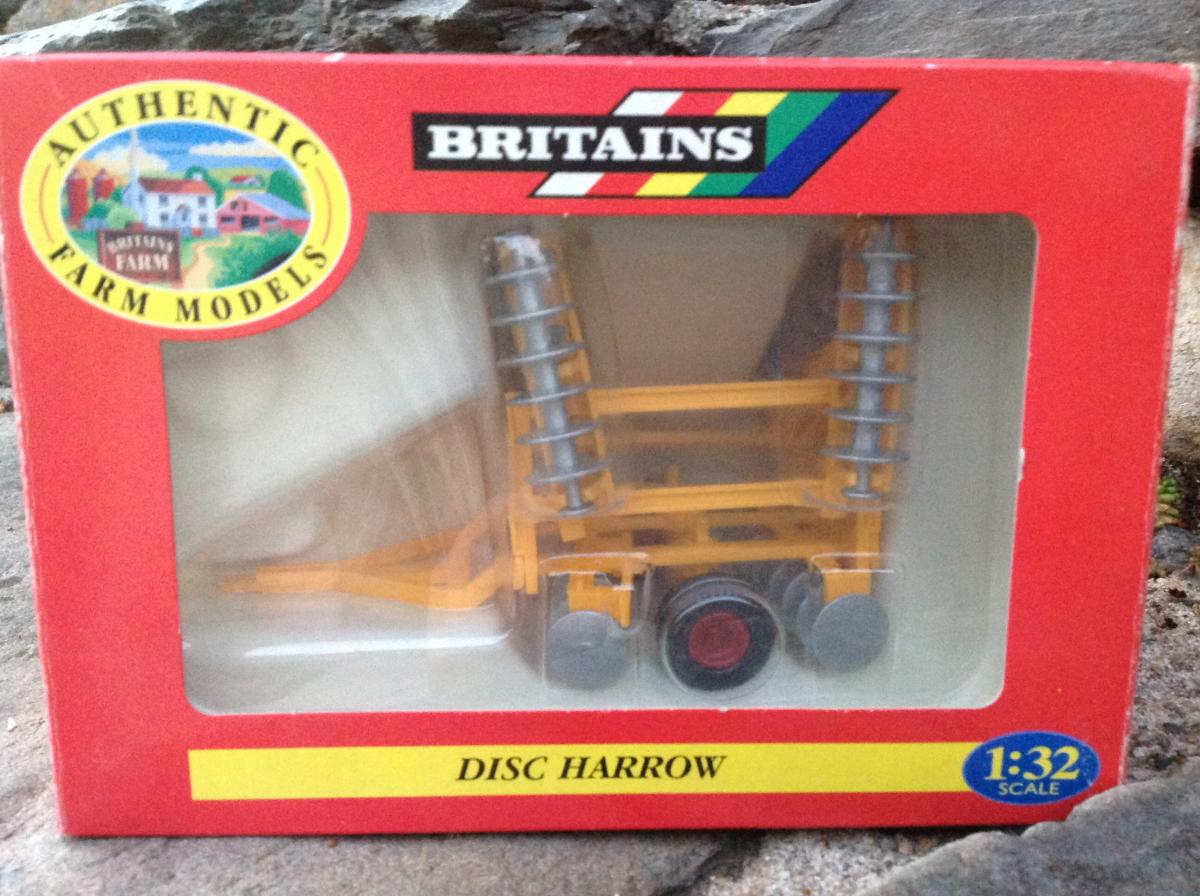 AUTHENTIC
BRITAINS
FARM
FARM MODELS
BRITAINS
DISC HARROW
1:32
SCALE